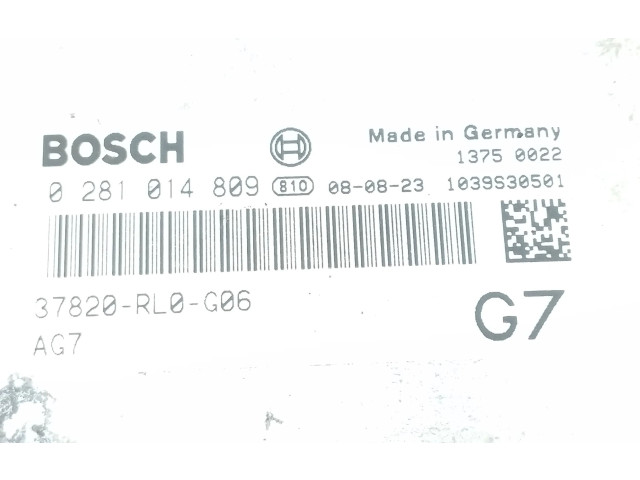 BOSCH
Made in Germany
1375 0022
0 281 014 809 810 08-08-23 1039S30501
37820-RL0-G06
AG7
G7